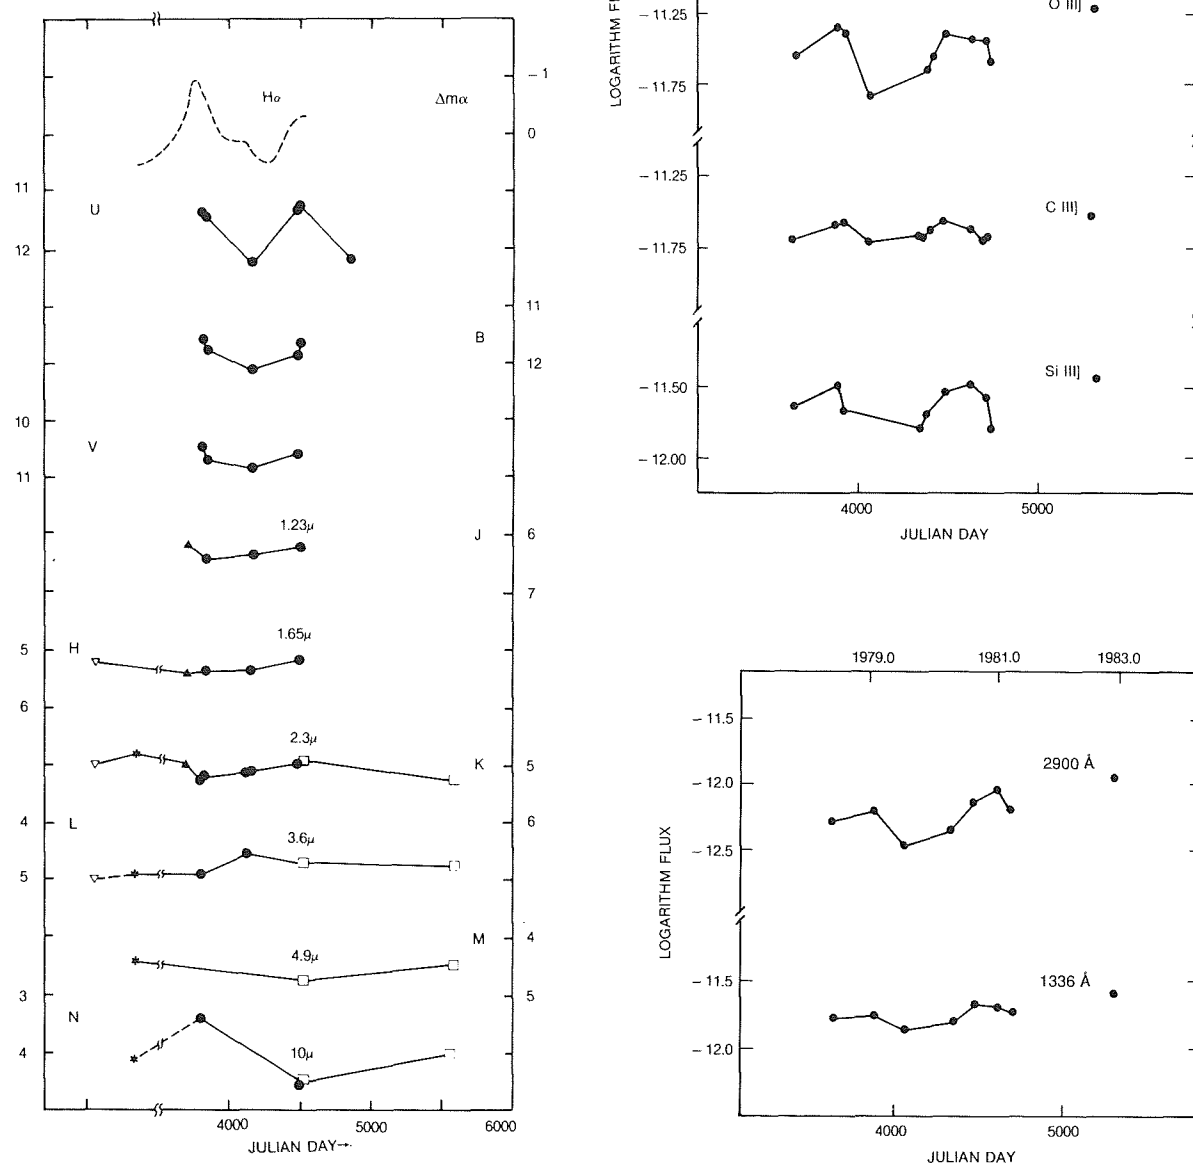 Hα
Δmα
−1
0
11
U
12
11
B
12
10
V
11
1.23μ
J
6
7
1.65μ
H
5
6
2.3μ
K
5
6
4
L
5
3.6μ
4.9μ
M
4
5
3
N
4
10μ
4000
5000
6000
JULIAN DAY→
O III]
−11.25
−11.75
−11.25
C III]
−11.75
Si III]
−11.50
−12.00
LOGARITHM
4000
5000
JULIAN DAY
1979.0
1981.0
1983.0
−11.5
2900 Å
−12.0
−12.5
LOGARITHM FLUX
−11.5
1336 Å
−12.0
4000
5000
JULIAN DAY